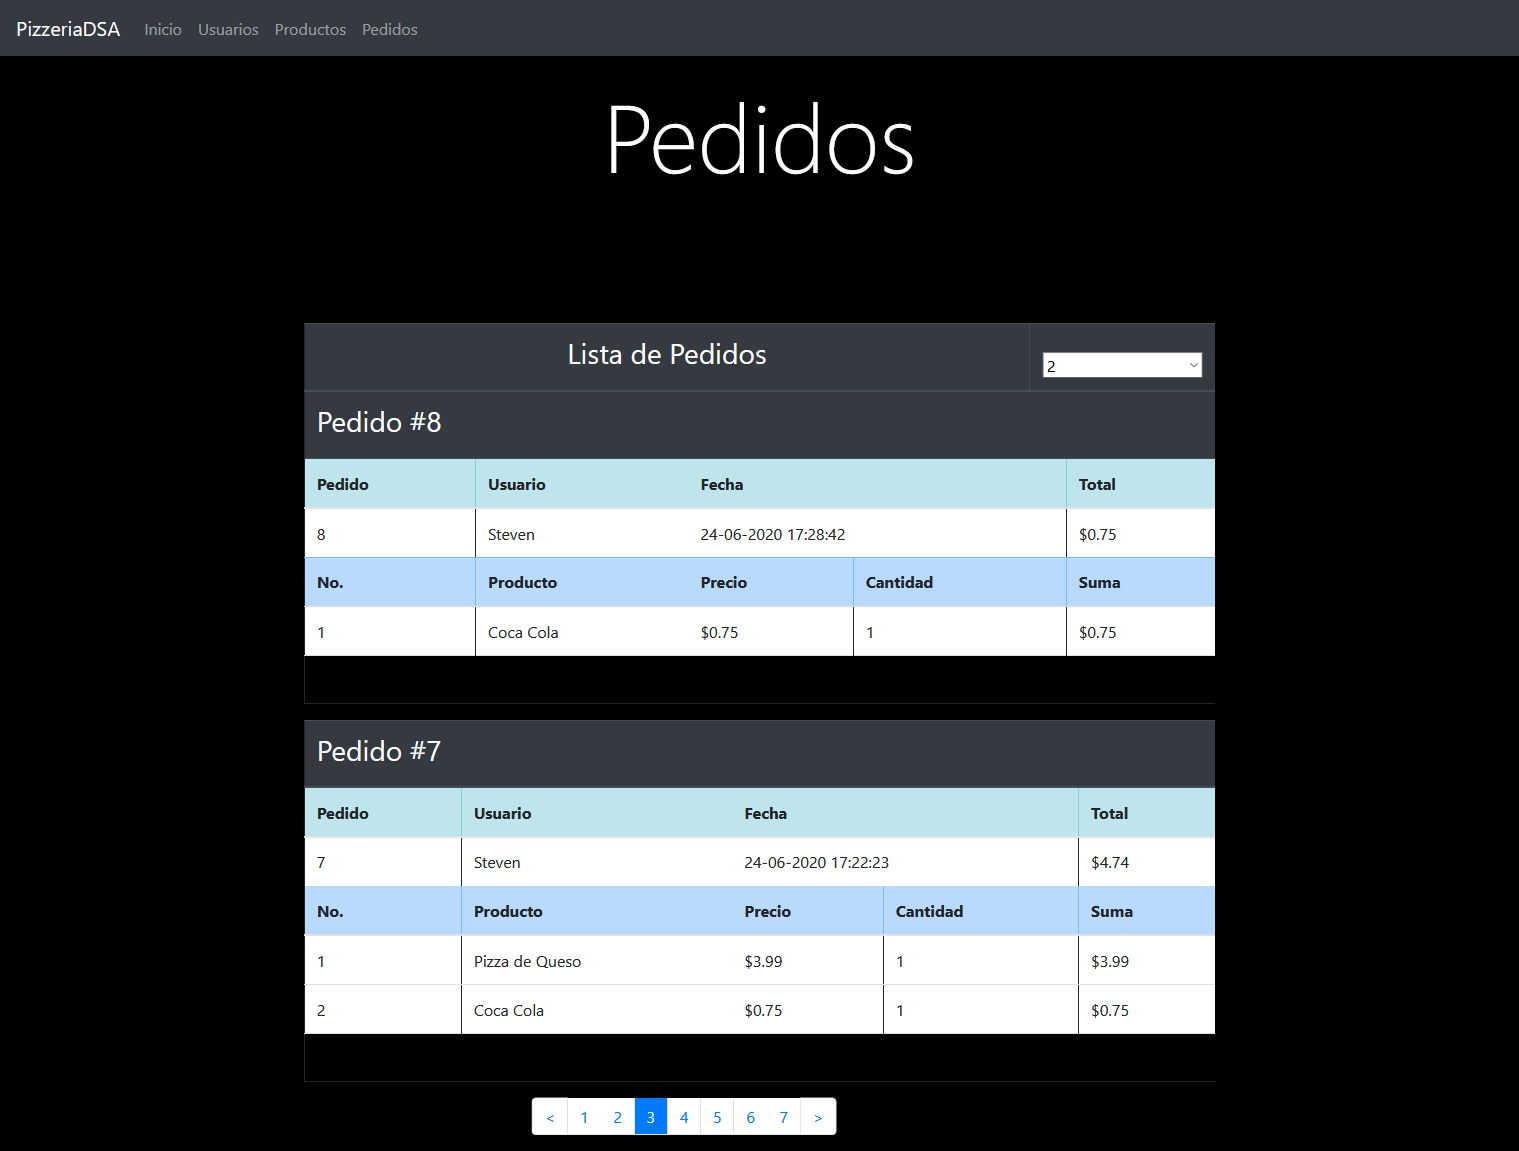 PizzeriaDSA Inicio Usuarios Productos Pedidos
Pedidos
Lista de Pedidos 2
Pedido #8
Pedido Usuario Fecha Total
8 Steven 24-06-2020 17:28:42 $0.75
No. Producto Precio Cantidad Suma
1 Coca Cola $0.75 1 $0.75
Pedido #7
Pedido Usuario Fecha Total
7 Steven 24-06-2020 17:22:23 $4.74
No. Producto Precio Cantidad Suma
1 Pizza de Queso $3.99 1 $3.99
2 Coca Cola $0.75 1 $0.75
< 1 2 3 4 5 6 7 >